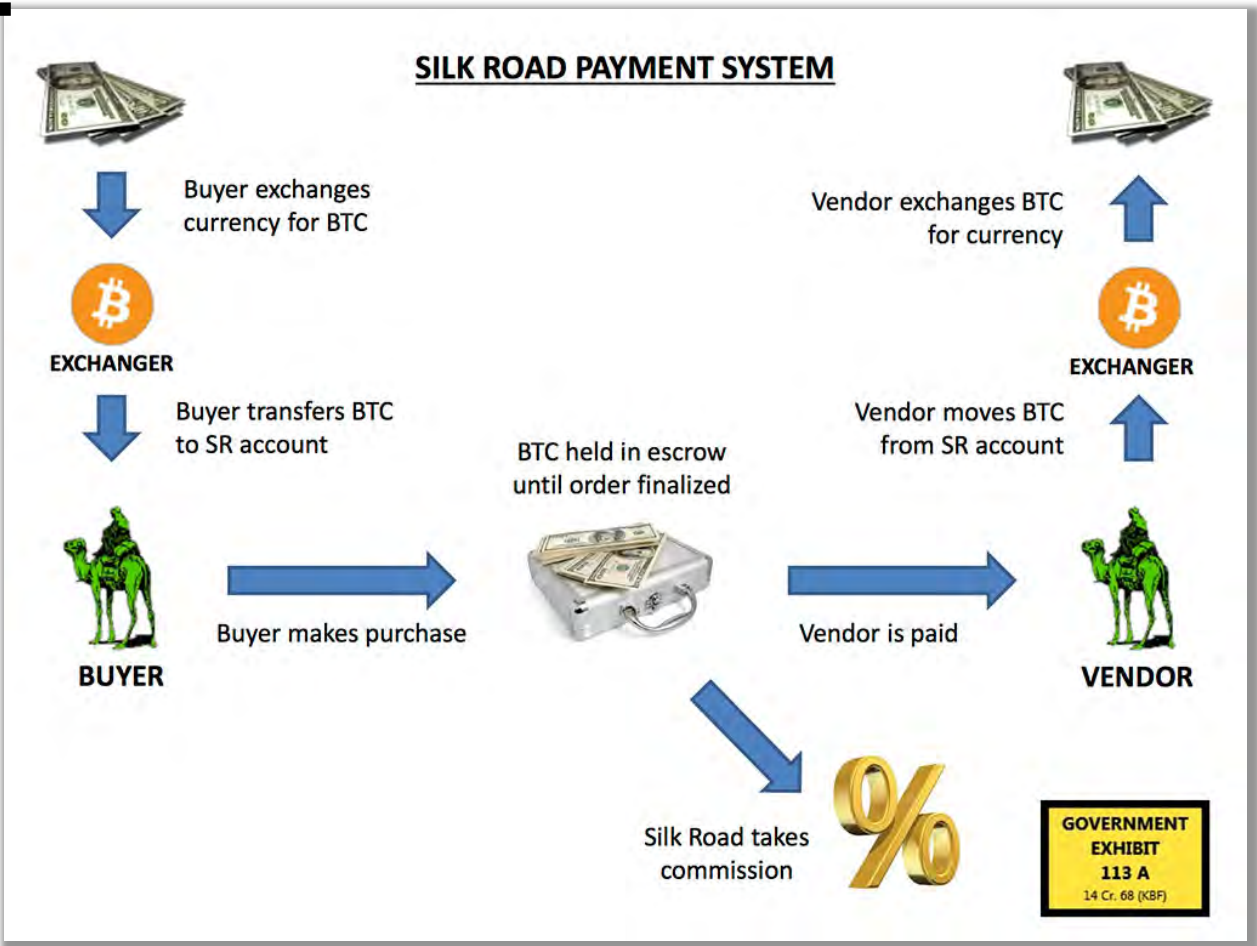 SILK ROAD PAYMENT SYSTEM
Buyer exchanges
currency for BTC
EXCHANGER
Buyer transfers BTC
to SR account
BUYER
Buyer makes purchase
BTC held in escrow
until order finalized
Silk Road takes
commission
%
Vendor is paid
VENDOR
Vendor moves BTC
from SR account
EXCHANGER
Vendor exchanges BTC
for currency
GOVERNMENT
EXHIBIT
113 A
14 Cr. 68 (KBF)